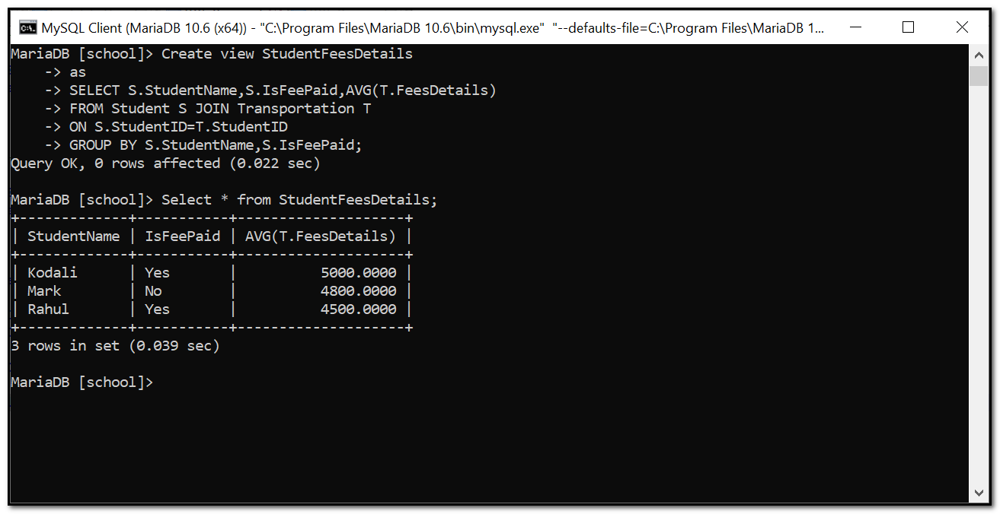 MySQL Client (MariaDB 10.6 (x64)) - "C:\Program Files\MariaDB 10.6\bin\mysql.exe"  "--defaults-file=C:\Program Files\MariaDB 1...
MariaDB [school]> Create view StudentFeesDetails
    -> as
    -> SELECT S.StudentName,S.IsFeePaid,AVG(T.FeesDetails)
    -> FROM Student S JOIN Transportation T
    -> ON S.StudentID=T.StudentID
    -> GROUP BY S.StudentName,S.IsFeePaid;
Query OK, 0 rows affected (0.022 sec)

MariaDB [school]> Select * from StudentFeesDetails;
+-------------+-----------+--------------------+
| StudentName | IsFeePaid | AVG(T.FeesDetails) |
+-------------+-----------+--------------------+
| Kodali      | Yes       |          5000.0000 |
| Mark        | No        |          4800.0000 |
| Rahul       | Yes       |          4500.0000 |
+-------------+-----------+--------------------+
3 rows in set (0.039 sec)

MariaDB [school]>